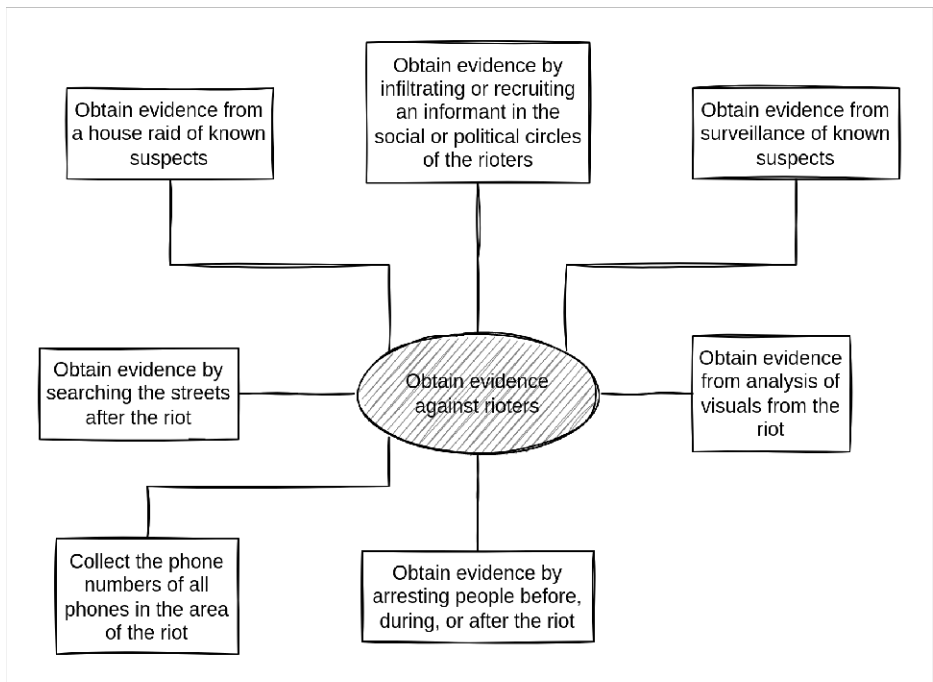 Obtain evidence by
infiltrating or recruiting
an informant in the
social or political circles
of the rioters
Obtain evidence from
a house raid of known
suspects
Obtain evidence from
surveillance of known
suspects
Obtain evidence by
searching the streets
after the riot
Obtain evidence
against rioters
Obtain evidence
from analysis of
visuals from the
riot
Collect the phone
numbers of all
phones in the area
of the riot
Obtain evidence by
arresting people before,
during, or after the riot